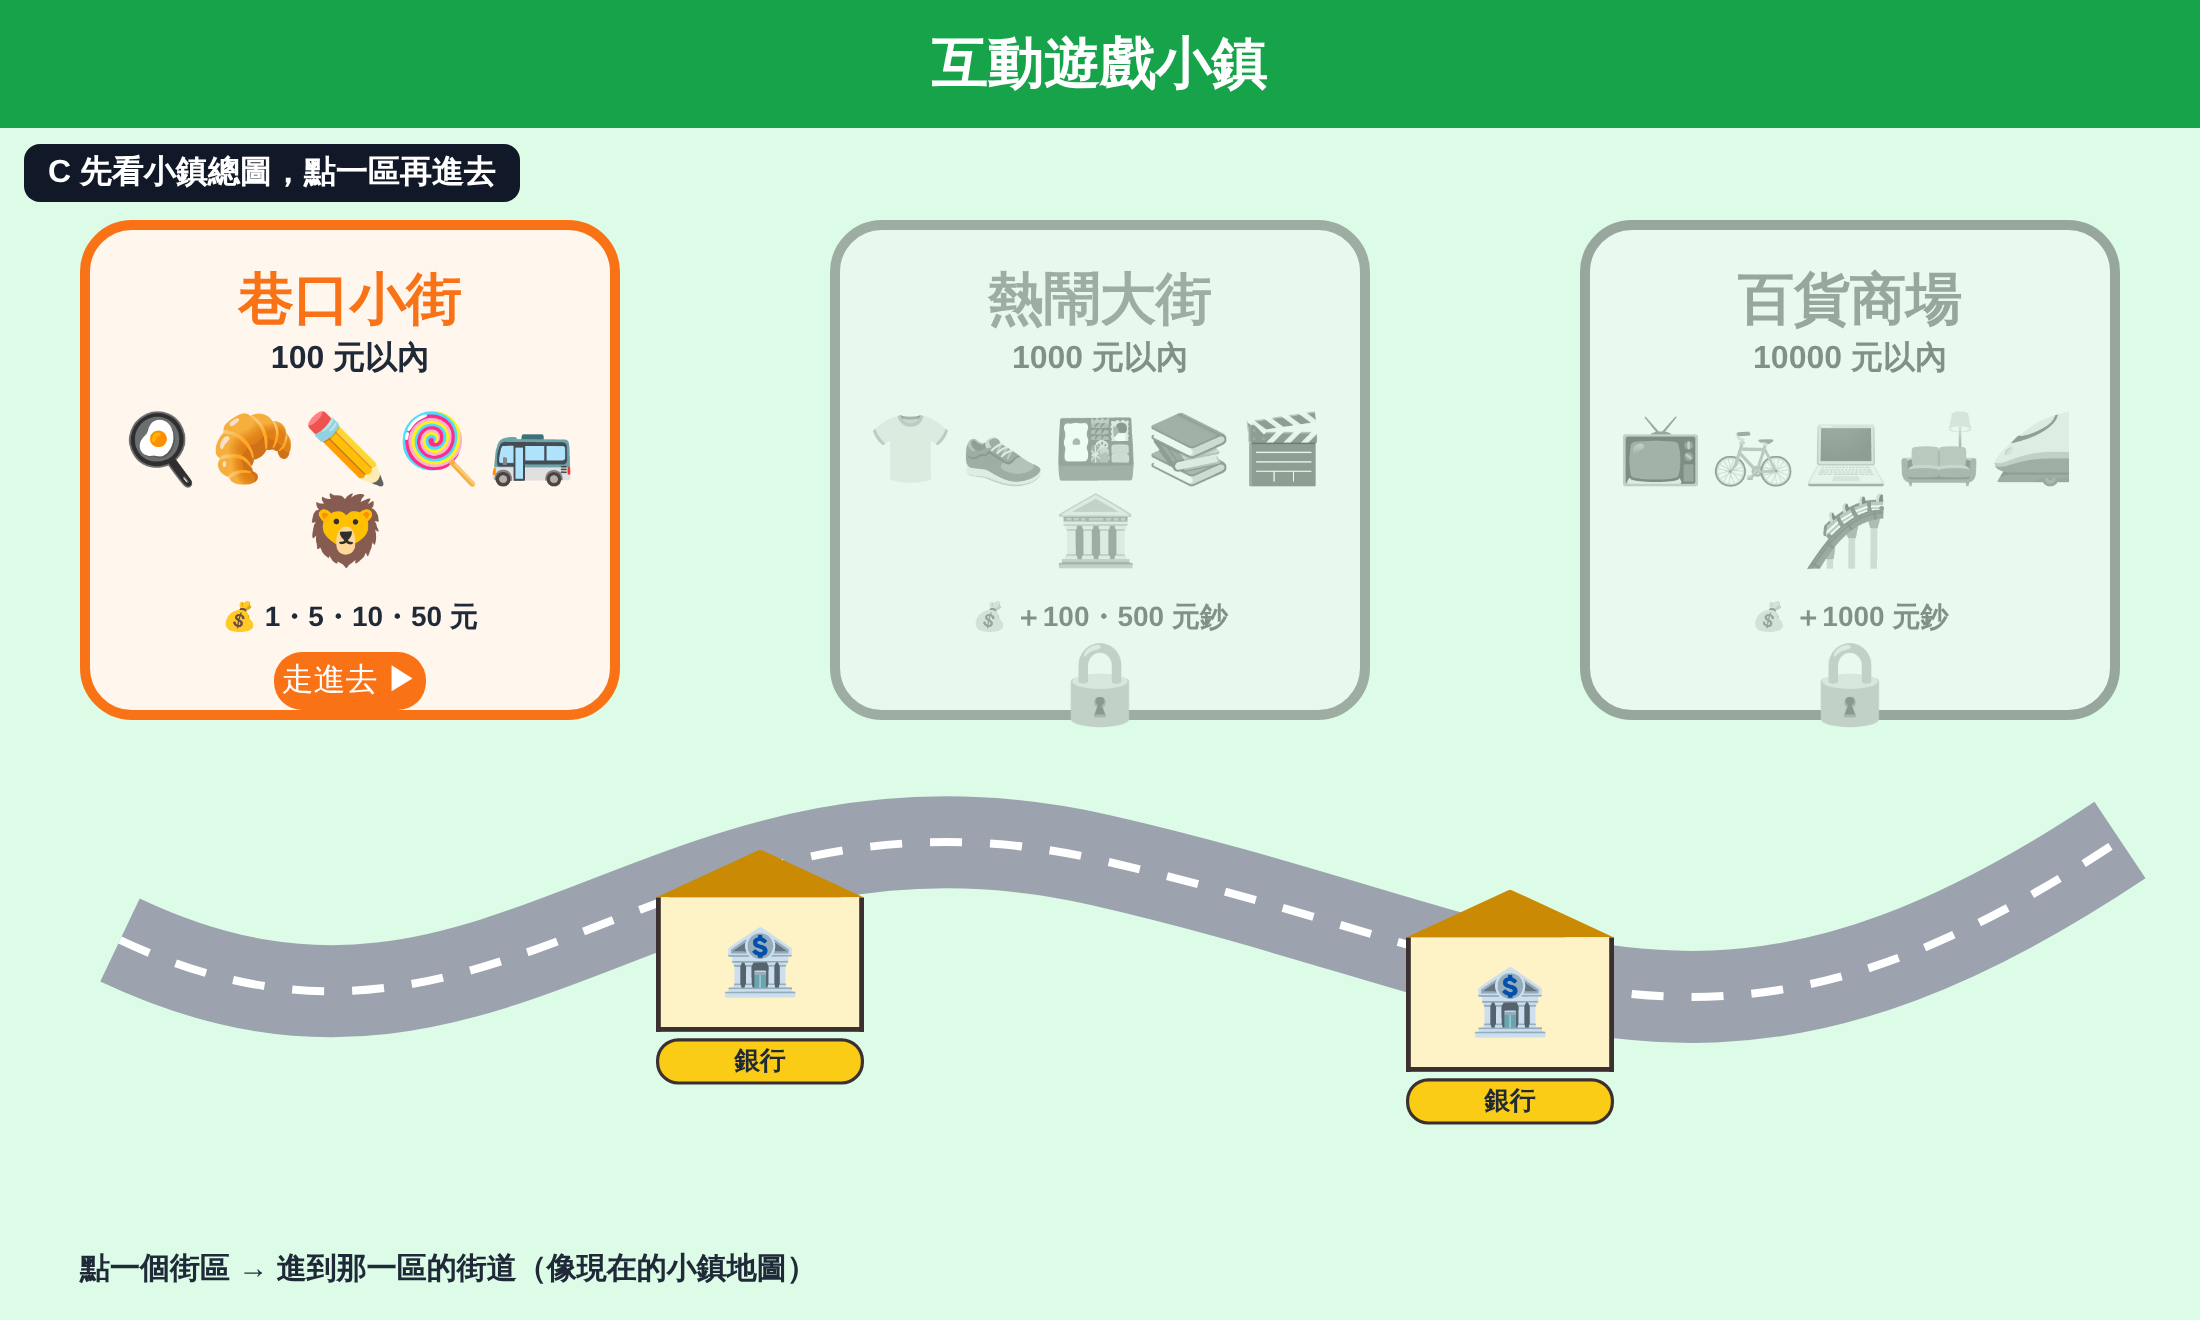 互動遊戲小鎮
C 先看小鎮總圖，點一區再進去
巷口小街
100 元以內
💰 1・5・10・50 元
走進去 ▶
熱鬧大街
1000 元以內
💰 ＋100・500 元鈔
百貨商場
10000 元以內
💰 ＋1000 元鈔
銀行
銀行
點一個街區 → 進到那一區的街道（像現在的小鎮地圖）